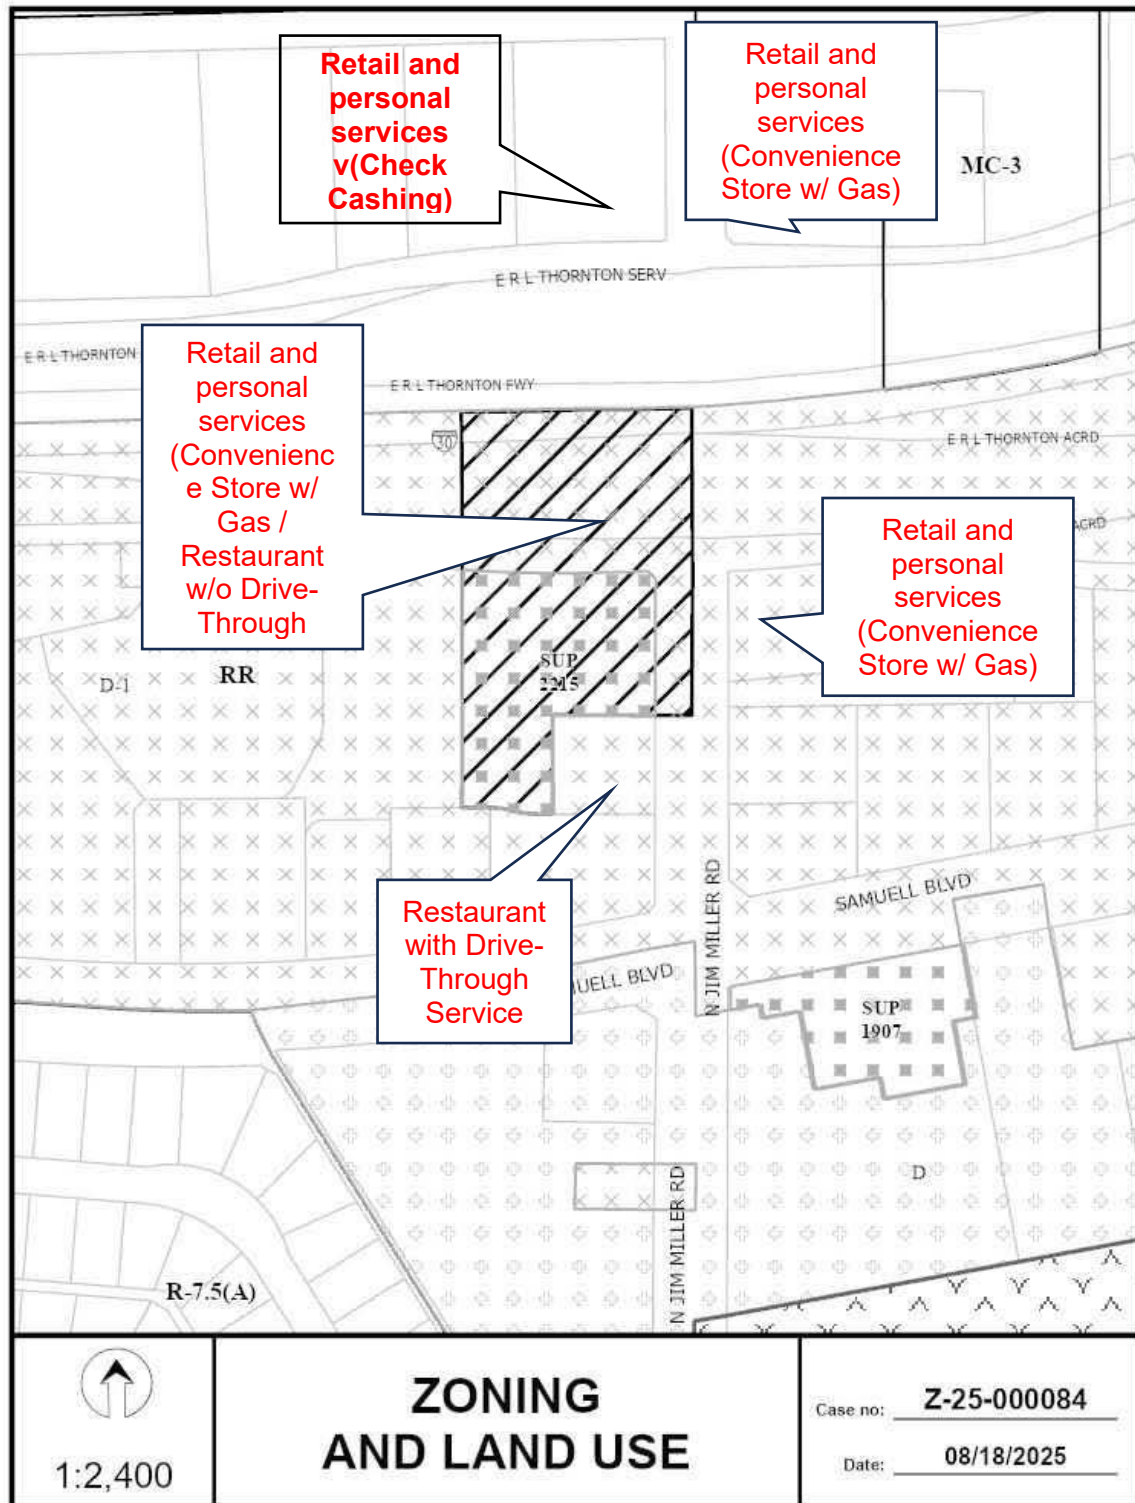 Retail and
personal
services
v(Check
Cashing)
Retail and
personal
services
(Convenience
Store w/ Gas)
MC-3
E R L THORNTON SERV
E R L THORNTON
E R L THORNTON FWY
30
E R L THORNTON ACRD
Retail and
personal
services
(Convenienc
e Store w/
Gas /
Restaurant
w/o Drive-
Through
Retail and
personal
services
(Convenience
Store w/ Gas)
ACRD
SUP
2215
D-1
RR
Restaurant
with Drive-
Through
Service
N JIM MILLER RD
SAMUELL BLVD
UELL BLVD
SUP
1907
D
N JIM MILLER RD
R-7.5(A)
1:2,400
ZONING
AND LAND USE
Case no: Z-25-000084
Date: 08/18/2025